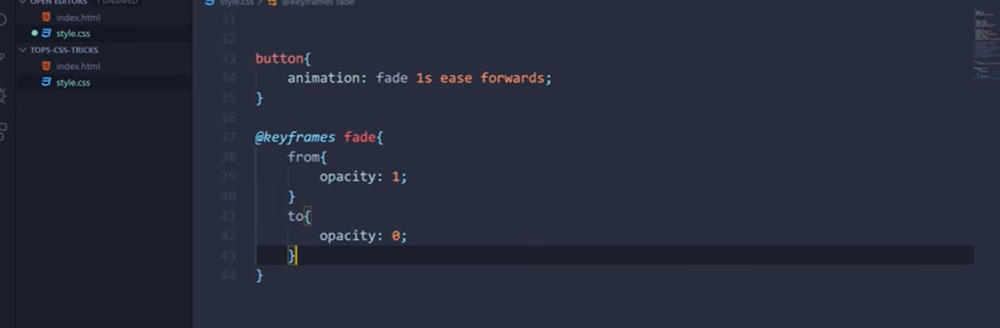 OPEN EDITORS 1 UNSAVED
index.html
style.css
TOP5-CSS-TRICKS
index.html
style.css
style.css > @keyframes fade
31
32
33 button{
34 animation: fade 1s ease forwards;
35 }
36
37 @keyframes fade{
38 from{
39 opacity: 1;
40 }
41 to{
42 opacity: 0;
43 }
44 }